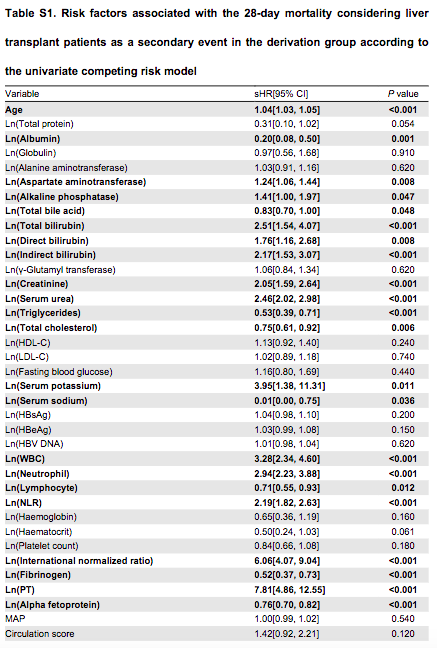 Table S1. Risk factors associated with the 28-day mortality considering liver
transplant patients as a secondary event in the derivation group according to
the univariate competing risk model
Variable sHR[95% CI] P value
Age 1.04[1.03, 1.05] <0.001
Ln(Total protein) 0.31[0.10, 1.02] 0.054
Ln(Albumin) 0.20[0.08, 0.50] 0.001
Ln(Globulin) 0.97[0.56, 1.68] 0.910
Ln(Alanine aminotransferase) 1.03[0.91, 1.16] 0.620
Ln(Aspartate aminotransferase) 1.24[1.06, 1.44] 0.008
Ln(Alkaline phosphatase) 1.41[1.00, 1.97] 0.047
Ln(Total bile acid) 0.83[0.70, 1.00] 0.048
Ln(Total bilirubin) 2.51[1.54, 4.07] <0.001
Ln(Direct bilirubin) 1.76[1.16, 2.68] 0.008
Ln(Indirect bilirubin) 2.17[1.53, 3.07] <0.001
Ln(γ-Glutamyl transferase) 1.06[0.84, 1.34] 0.620
Ln(Creatinine) 2.05[1.59, 2.64] <0.001
Ln(Serum urea) 2.46[2.02, 2.98] <0.001
Ln(Triglycerides) 0.53[0.39, 0.71] <0.001
Ln(Total cholesterol) 0.75[0.61, 0.92] 0.006
Ln(HDL-C) 1.13[0.92, 1.40] 0.240
Ln(LDL-C) 1.02[0.89, 1.18] 0.740
Ln(Fasting blood glucose) 1.16[0.80, 1.69] 0.440
Ln(Serum potassium) 3.95[1.38, 11.31] 0.011
Ln(Serum sodium) 0.01[0.00, 0.75] 0.036
Ln(HBsAg) 1.04[0.98, 1.10] 0.200
Ln(HBeAg) 1.03[0.99, 1.08] 0.150
Ln(HBV DNA) 1.01[0.98, 1.04] 0.620
Ln(WBC) 3.28[2.34, 4.60] <0.001
Ln(Neutrophil) 2.94[2.23, 3.88] <0.001
Ln(Lymphocyte) 0.71[0.55, 0.93] 0.012
Ln(NLR) 2.19[1.82, 2.63] <0.001
Ln(Haemoglobin) 0.65[0.36, 1.19] 0.160
Ln(Haematocrit) 0.50[0.24, 1.03] 0.061
Ln(Platelet count) 0.84[0.66, 1.08] 0.180
Ln(International normalized ratio) 6.06[4.07, 9.04] <0.001
Ln(Fibrinogen) 0.52[0.37, 0.73] <0.001
Ln(PT) 7.81[4.86, 12.55] <0.001
Ln(Alpha fetoprotein) 0.76[0.70, 0.82] <0.001
MAP 1.00[0.99, 1.02] 0.540
Circulation score 1.42[0.92, 2.21] 0.120